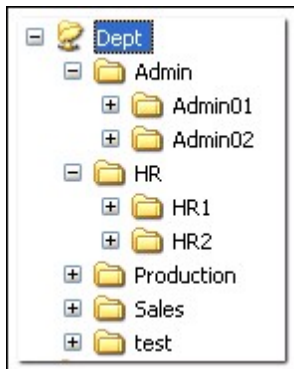 Dept
Admin
Admin01
Admin02
HR
HR1
HR2
Production
Sales
test